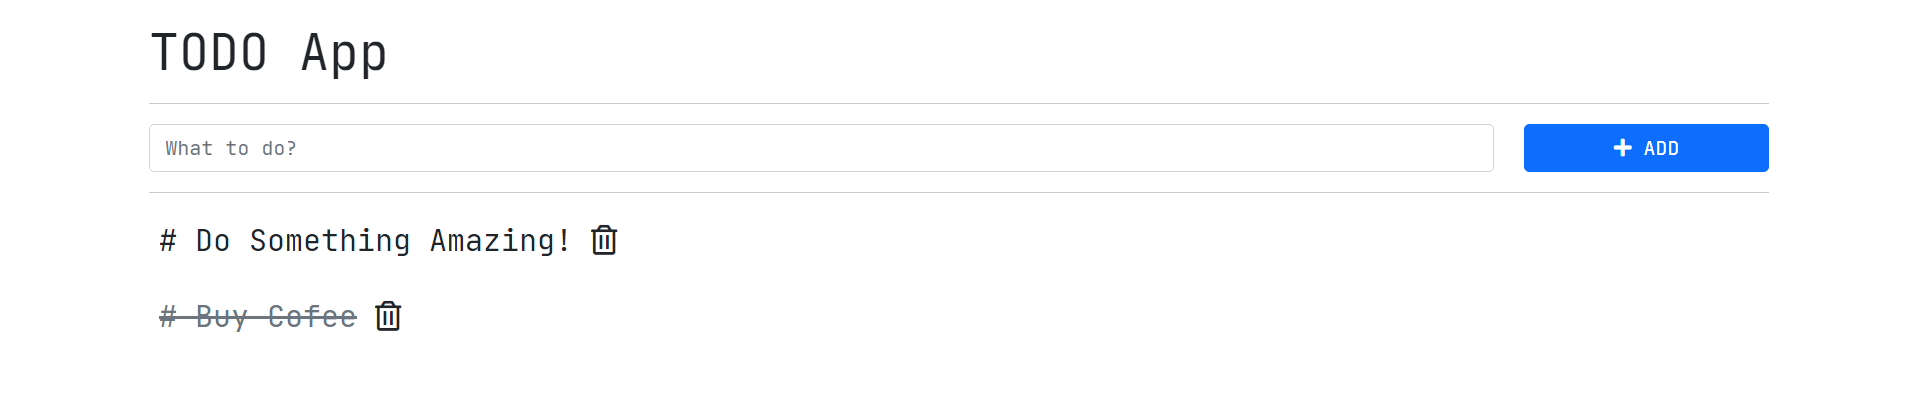 TODO App
What to do?
ADD
# Do Something Amazing!
# Buy Cofee